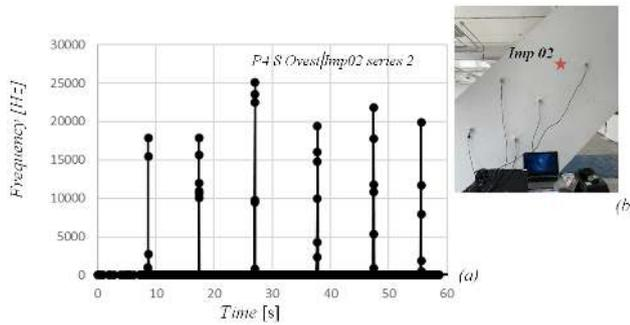 30000
P4 S Ovest|Imp02 series 2
25000
20000
15000
10000
5000
0
Frequency [Hz]
0 10 20 30 40 50 60
Time [s]
(a)
Imp 02
(b